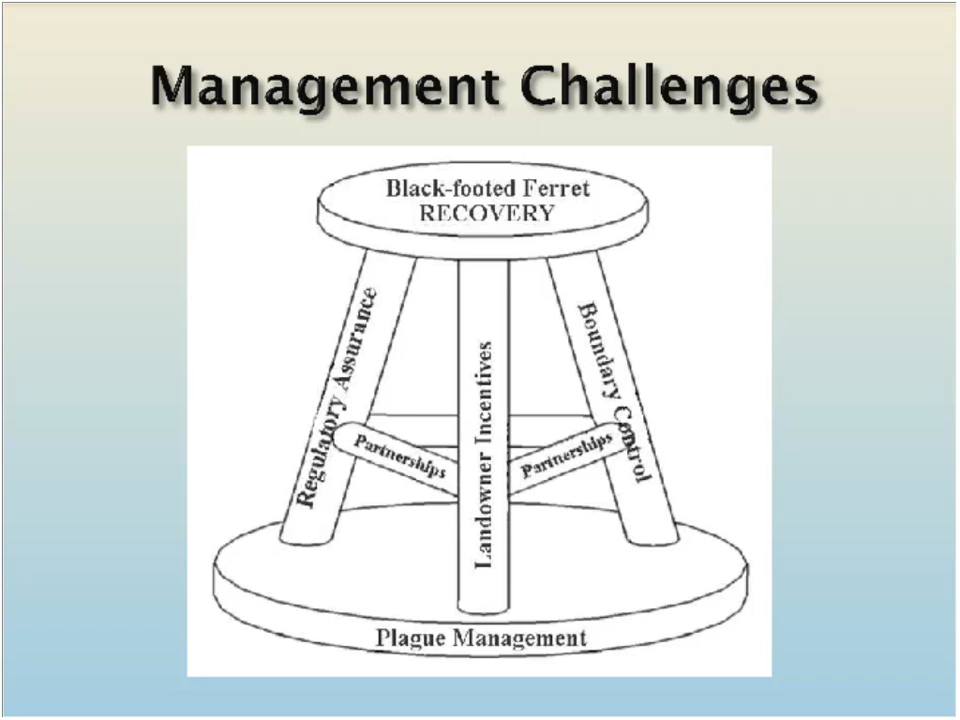 Management Challenges
Black-footed Ferret
RECOVERY
Regulatory Assurance
Landowner Incentives
Boundary Control
Partnerships
Partnerships
Plague Management